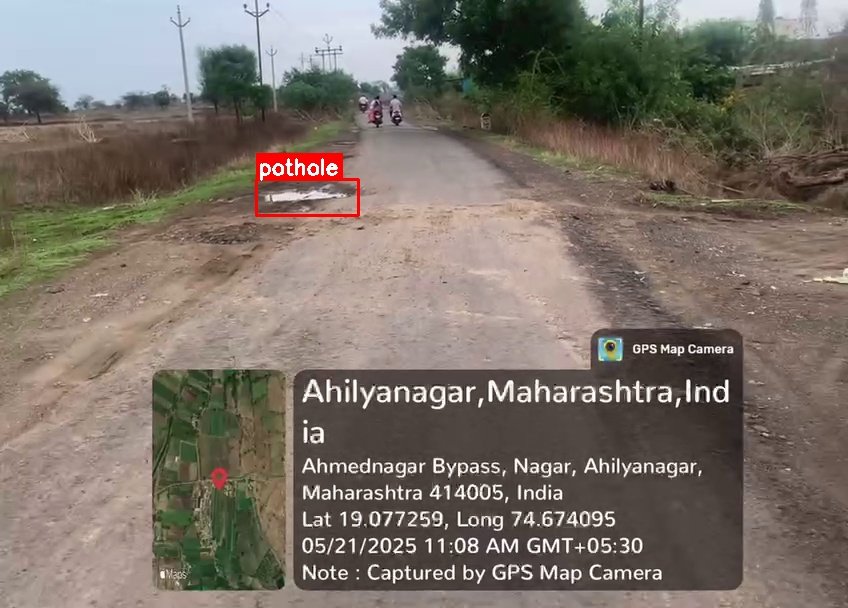 pothole
GPS Map Camera
Ahilyanagar,Maharashtra,Ind
ia
Ahmednagar Bypass, Nagar, Ahilyanagar,
Maharashtra 414005, India
Lat 19.077259, Long 74.674095
05/21/2025 11:08 AM GMT+05:30
Note : Captured by GPS Map Camera
Maps